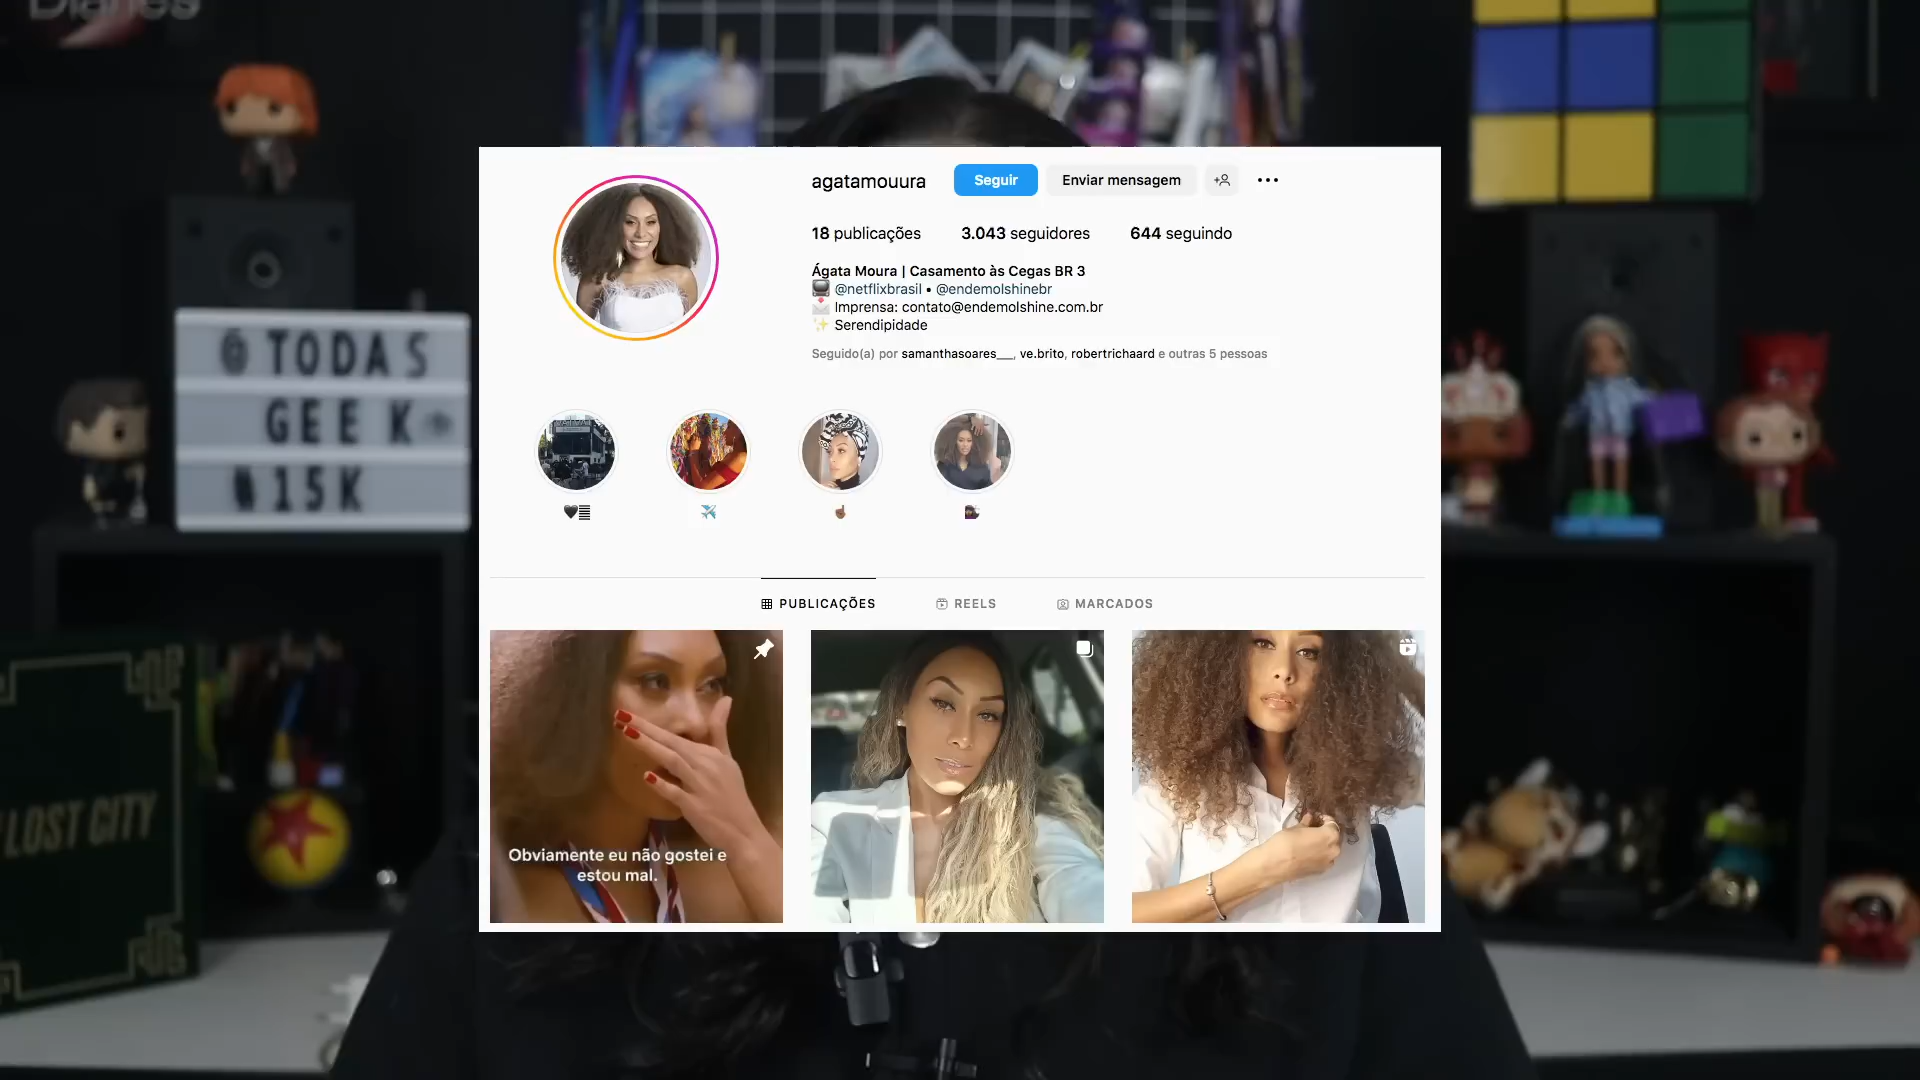 @ TODAS
GEEK
15K
LOST CITY
agatamouura
Seguir
Enviar mensagem
18 publicações
3.043 seguidores
644 seguindo
Ágata Moura | Casamento às Cegas BR 3
@netflixbrasil • @endemolshinebr
Imprensa: contato@endemolshine.com.br
Serendipidade
Seguido(a) por samanthasoares___, ve.brito, robertrichaard e outras 5 pessoas
PUBLICAÇÕES
REELS
MARCADOS
Obviamente eu não gostei e
estou mal.